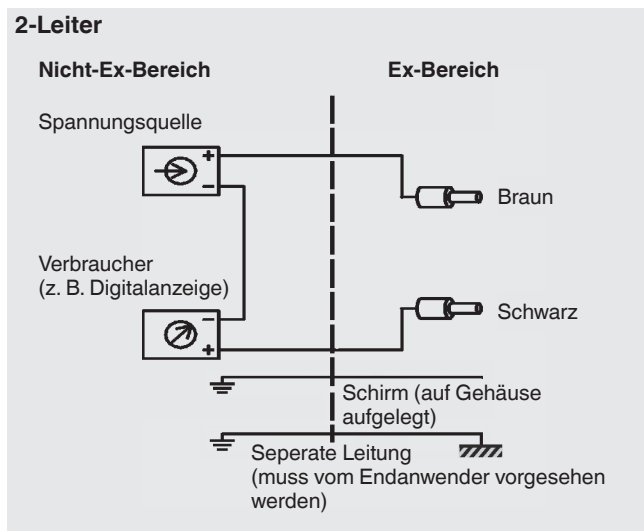 2-Leiter
Nicht-Ex-Bereich
Ex-Bereich
Spannungsquelle
+
−
Braun
Verbraucher
(z. B. Digitalanzeige)
−
+
Schwarz
Schirm (auf Gehäuse
aufgelegt)
Seperate Leitung
(muss vom Endanwender vorgesehen
werden)